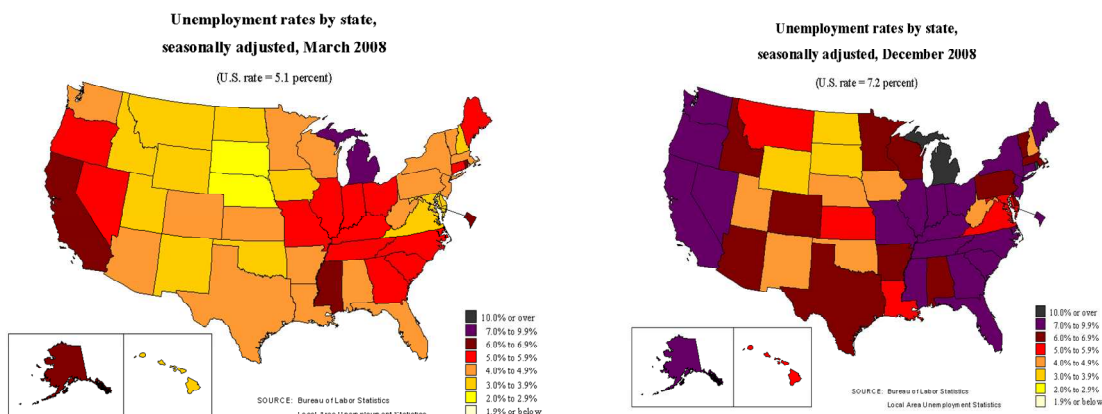 Unemployment rates by state,
seasonally adjusted, March 2008
(U.S. rate = 5.1 percent)
10.0% or over
7.0% to 9.9%
6.0% to 6.9%
5.0% to 5.9%
4.0% to 4.9%
3.0% to 3.9%
2.0% to 2.9%
1.9% or below
SOURCE: Bureau of Labor Statistics
Local Area Unemployment Statistics
Unemployment rates by state,
seasonally adjusted, December 2008
(U.S. rate = 7.2 percent)
10.0% or over
7.0% to 9.9%
6.0% to 6.9%
5.0% to 5.9%
4.0% to 4.9%
3.0% to 3.9%
2.0% to 2.9%
1.9% or below
SOURCE: Bureau of Labor Statistics
Local Area Unemployment Statistics